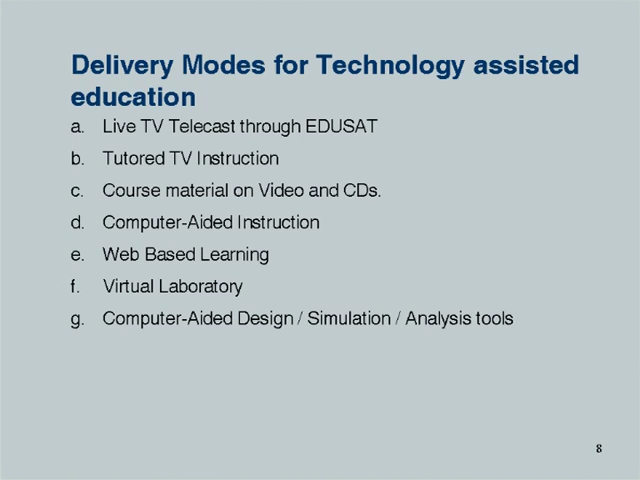 Delivery Modes for Technology assisted
education
a. Live TV Telecast through EDUSAT
b. Tutored TV Instruction
c. Course material on Video and CDs.
d. Computer-Aided Instruction
e. Web Based Learning
f. Virtual Laboratory
g. Computer-Aided Design / Simulation / Analysis tools
8